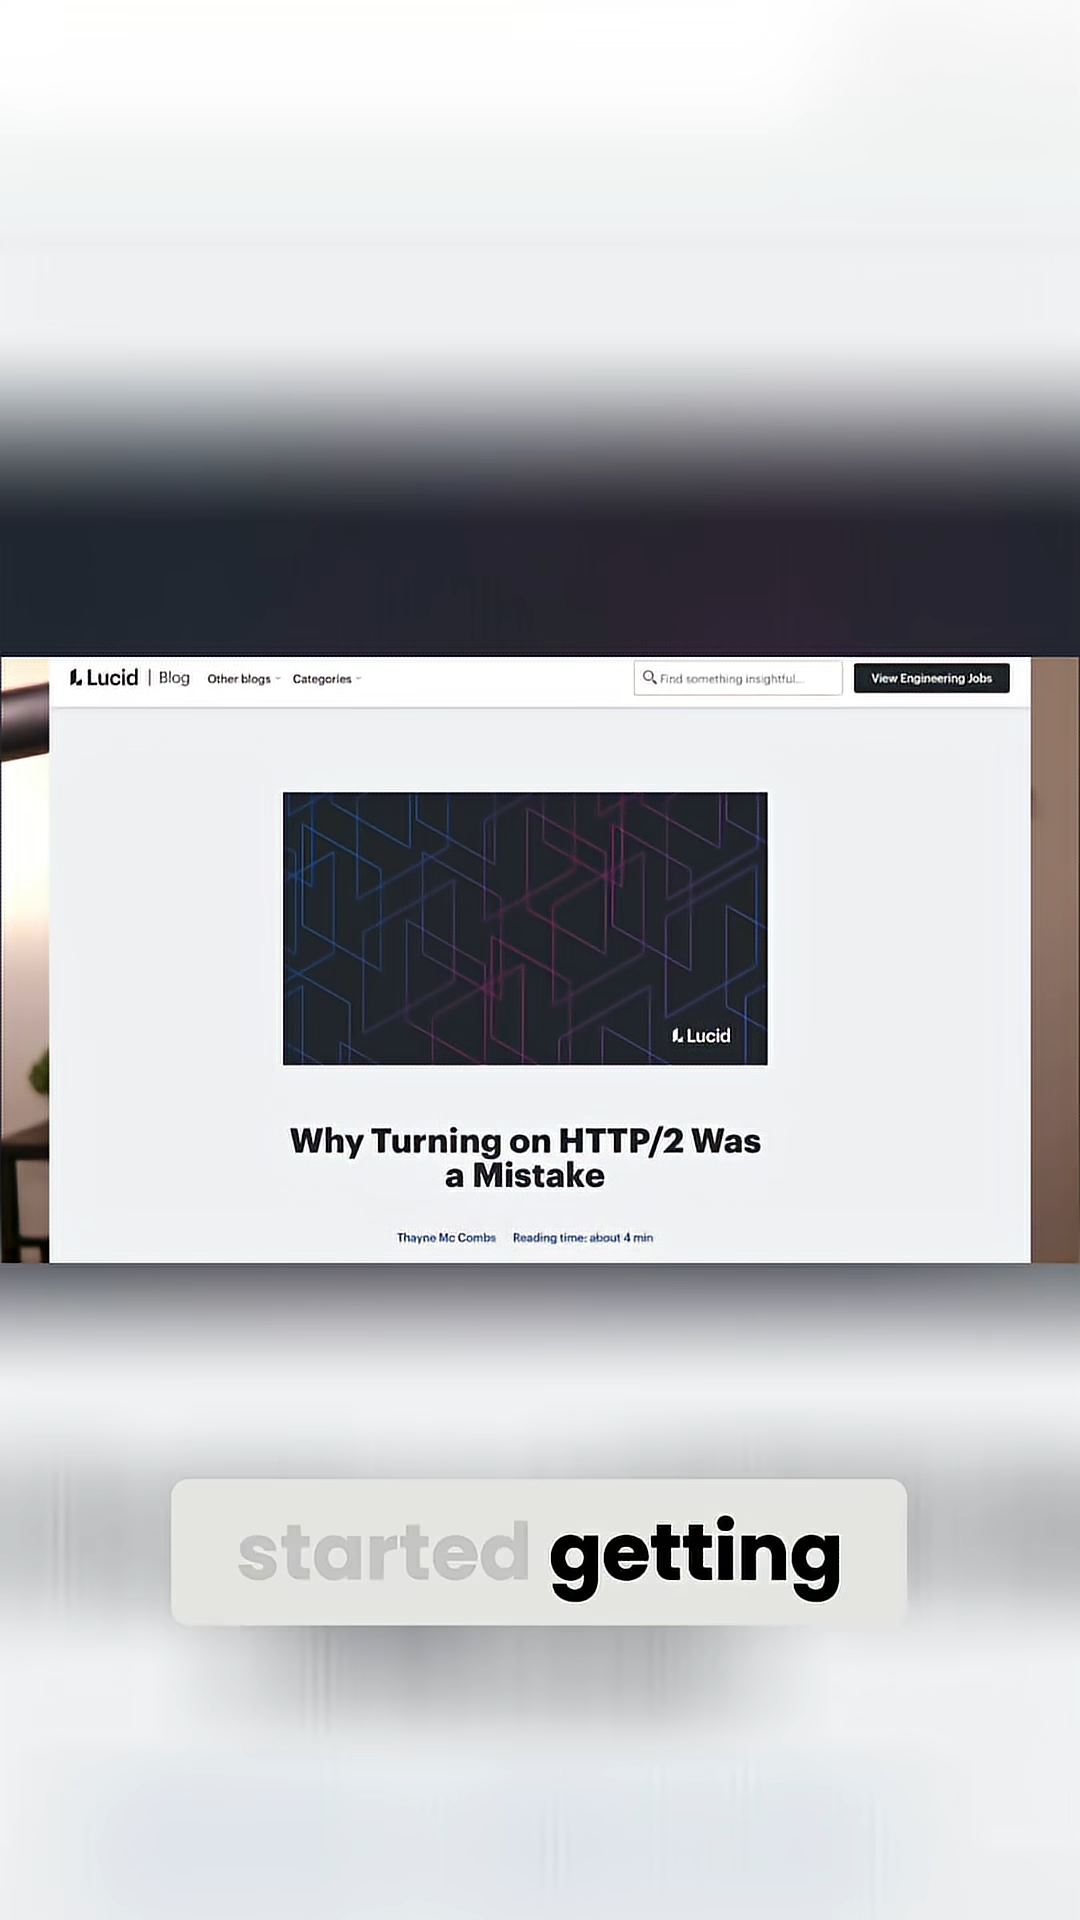 Lucid | Blog Other blogs Categories Find something insightful... View Engineering Jobs
Lucid
Why Turning on HTTP/2 Was
a Mistake
Thayne Mc Combs Reading time: about 4 min
started getting